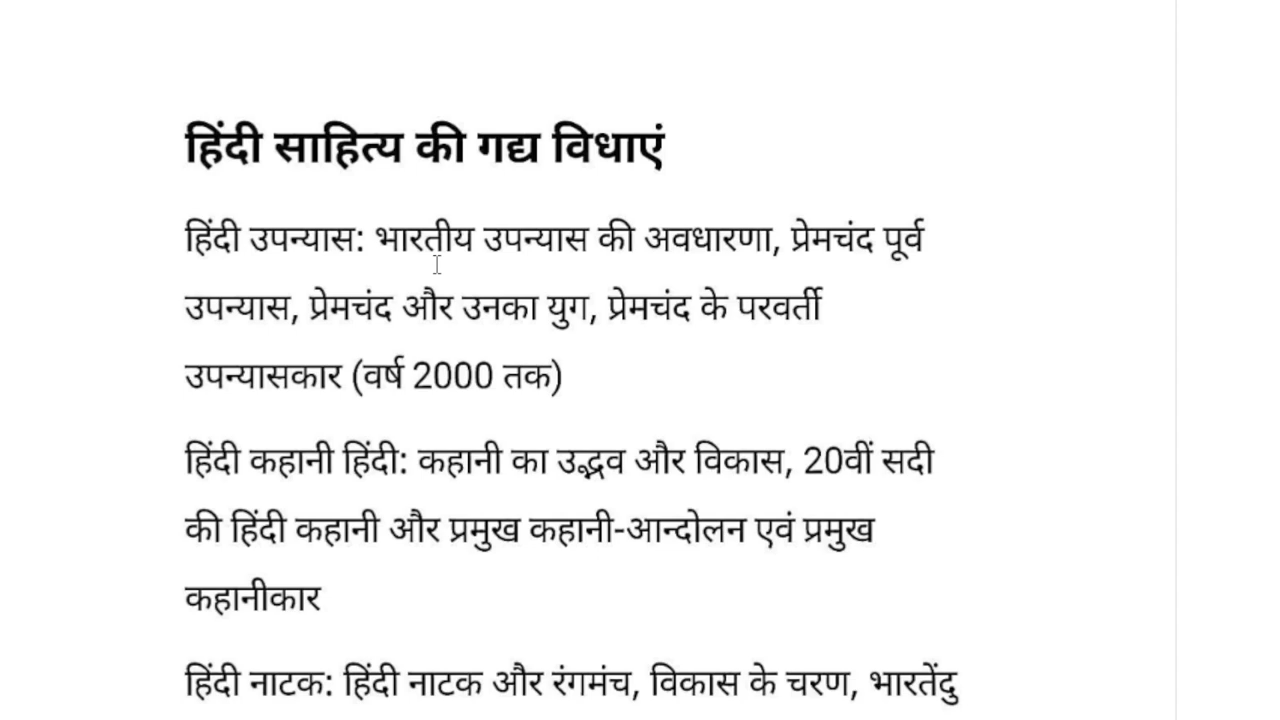 हिंदी साहित्य की गद्य विधाएं
हिंदी उपन्यास: भारतीय उपन्यास की अवधारणा, प्रेमचंद पूर्व
उपन्यास, प्रेमचंद और उनका युग, प्रेमचंद के परवर्ती
उपन्यासकार (वर्ष 2000 तक)
हिंदी कहानी हिंदी: कहानी का उद्भव और विकास, 20वीं सदी
की हिंदी कहानी और प्रमुख कहानी-आन्दोलन एवं प्रमुख
कहानीकार
हिंदी नाटक: हिंदी नाटक और रंगमंच, विकास के चरण, भारतेंदु